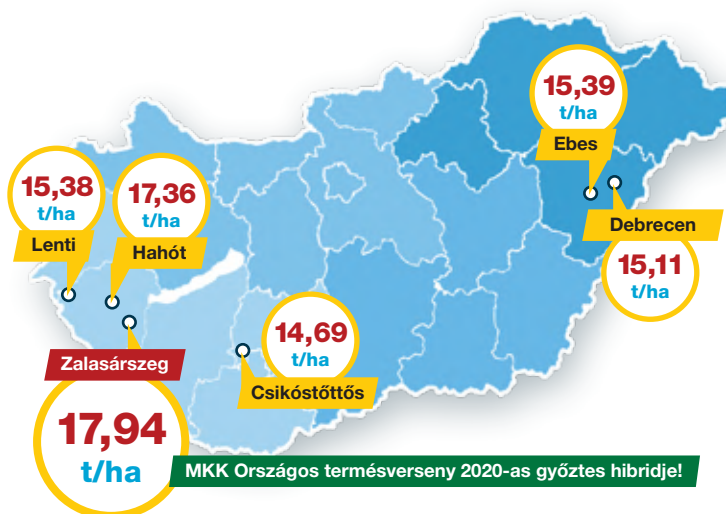 15,39
t/ha
Ebes
15,38
t/ha
Lenti
17,36
t/ha
Hahót
Debrecen
15,11
t/ha
14,69
t/ha
Csikóstőttős
Zalasárszeg
17,94
t/ha
MKK Országos termésverseny 2020-as győztes hibridje!